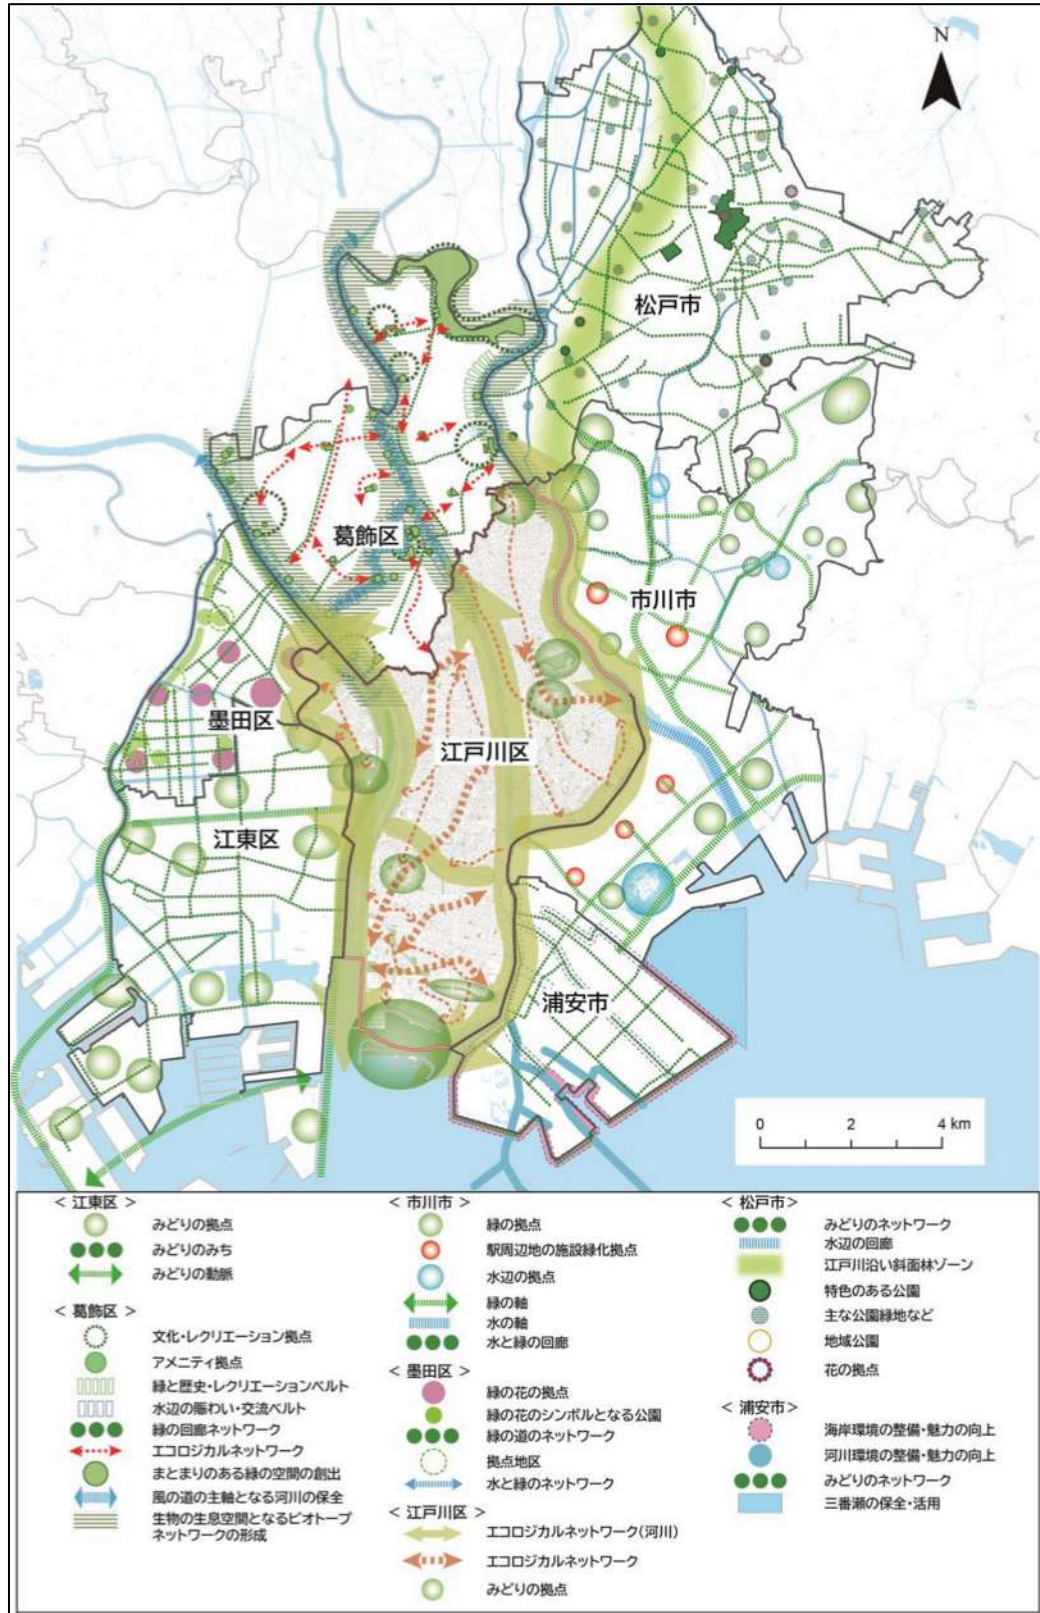 N
松戸市
葛飾区
市川市
墨田区
江戸川区
江東区
浦安市
0 2 4 km
< 江東区 >
みどりの拠点
みどりのみち
みどりの動脈
< 葛飾区 >
文化・レクリエーション拠点
アメニティ拠点
緑と歴史・レクリエーションベルト
水辺の賑わい・交流ベルト
緑の回廊ネットワーク
エコロジカルネットワーク
まとまりのある緑の空間の創出
風の道の主軸となる河川の保全
生物の生息空間となるビオトープ
ネットワークの形成
< 市川市 >
緑の拠点
駅周辺地の施設緑化拠点
水辺の拠点
緑の軸
水の軸
水と緑の回廊
< 墨田区 >
緑の花の拠点
緑の花のシンボルとなる公園
緑の道のネットワーク
拠点地区
水と緑のネットワーク
< 江戸川区 >
エコロジカルネットワーク(河川)
エコロジカルネットワーク
みどりの拠点
< 松戸市 >
みどりのネットワーク
水辺の回廊
江戸川沿い斜面林ゾーン
特色のある公園
主な公園緑地など
地域公園
花の拠点
< 浦安市 >
海岸環境の整備・魅力の向上
河川環境の整備・魅力の向上
みどりのネットワーク
三番瀬の保全・活用